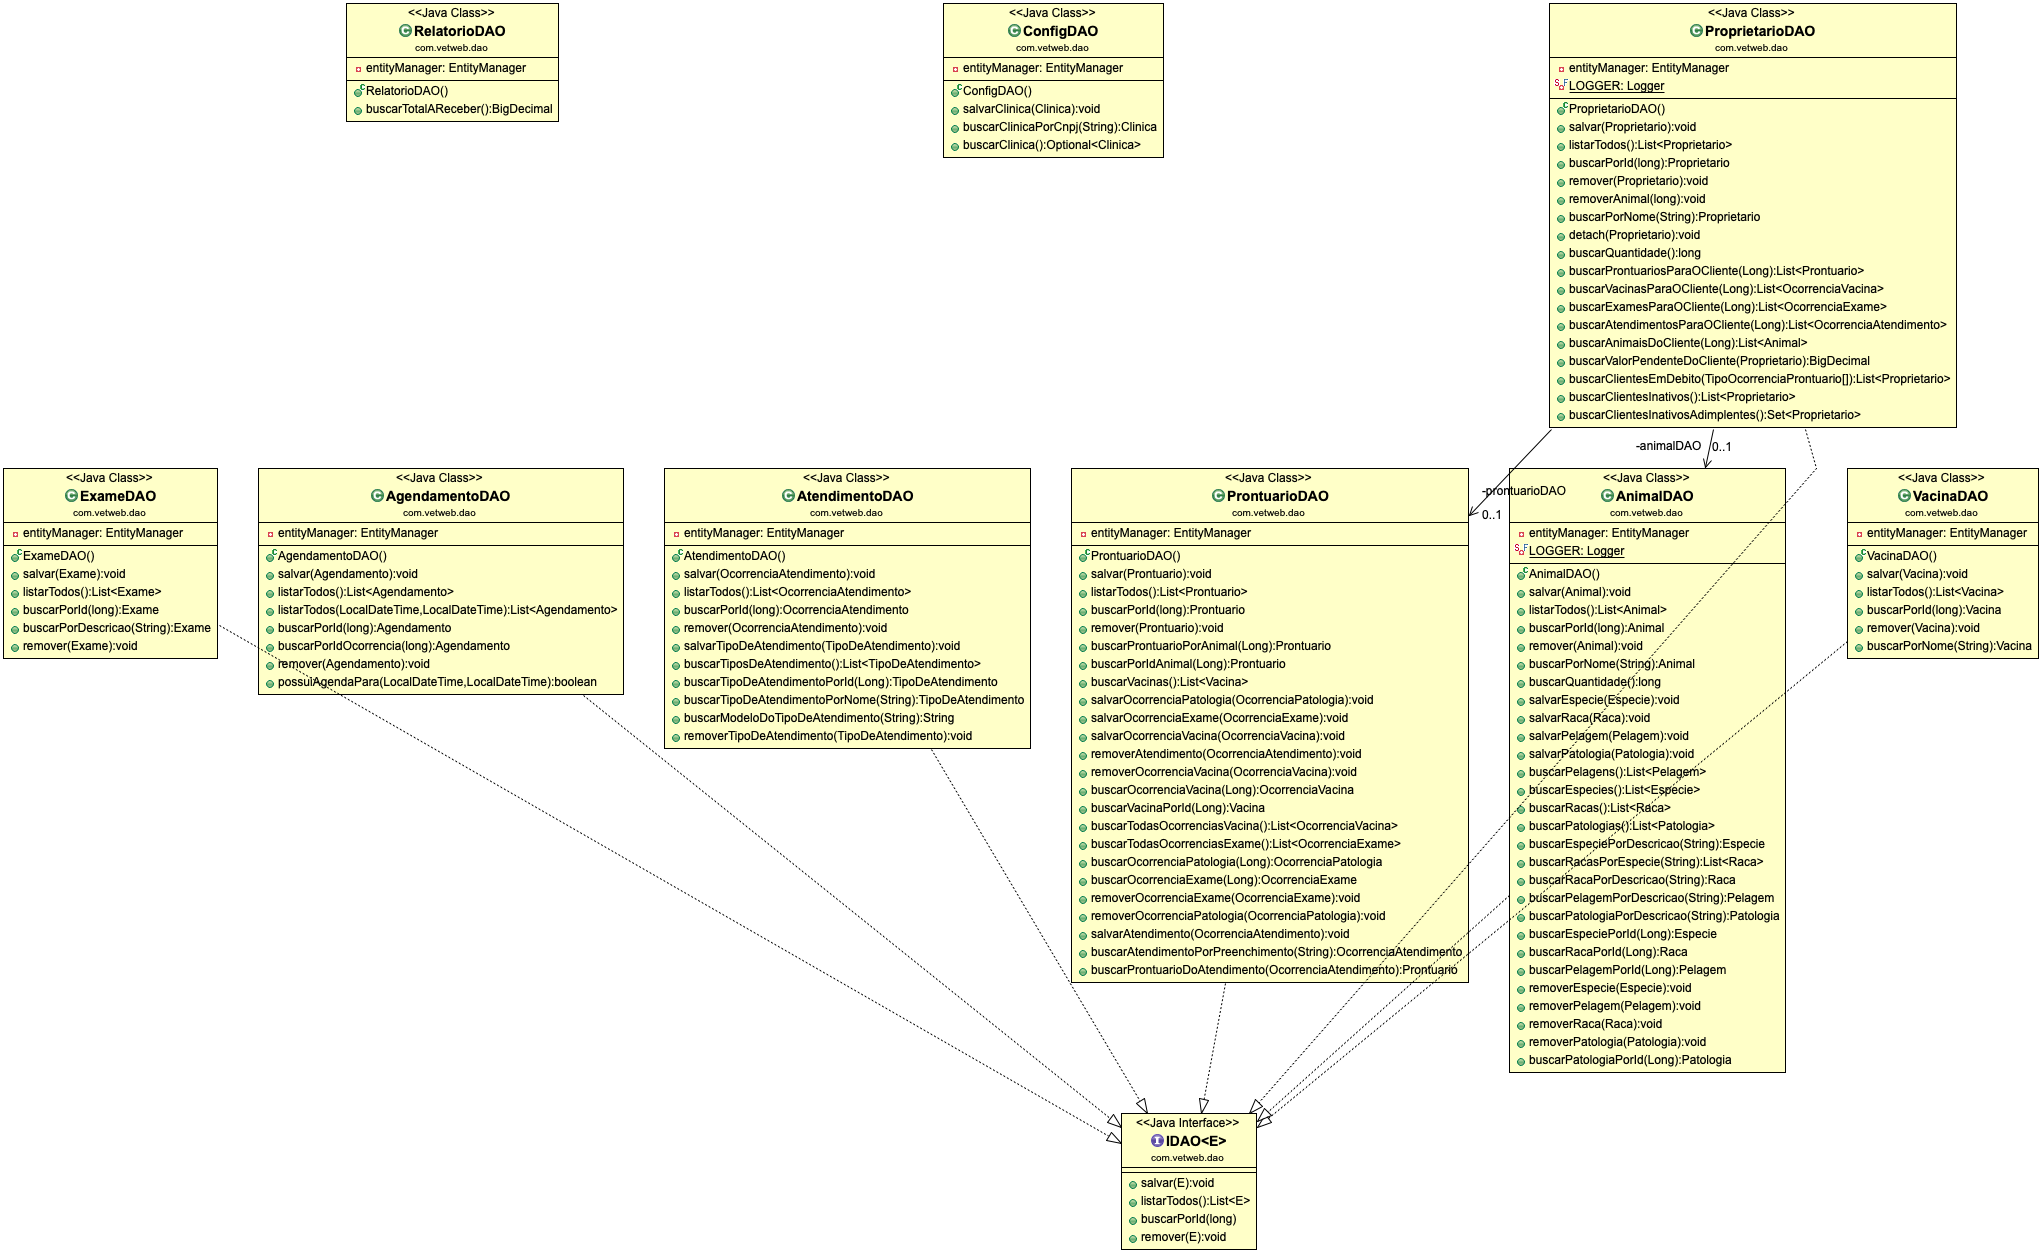 <<Java Class>>
RelatorioDAO
com.vetweb.dao
entityManager: EntityManager
RelatorioDAO()
buscarTotalAReceber():BigDecimal
<<Java Class>>
ConfigDAO
com.vetweb.dao
entityManager: EntityManager
ConfigDAO()
salvarClinica(Clinica):void
buscarClinicaPorCnpj(String):Clinica
buscarClinica():Optional<Clinica>
<<Java Class>>
ProprietarioDAO
com.vetweb.dao
entityManager: EntityManager
LOGGER: Logger
ProprietarioDAO()
salvar(Proprietario):void
listarTodos():List<Proprietario>
buscarPorId(long):Proprietario
remover(Proprietario):void
removerAnimal(long):void
buscarPorNome(String):Proprietario
detach(Proprietario):void
buscarQuantidade():long
buscarProntuariosParaOCliente(Long):List<Prontuario>
buscarVacinasParaOCliente(Long):List<OcorrenciaVacina>
buscarExamesParaOCliente(Long):List<OcorrenciaExame>
buscarAtendimentosParaOCliente(Long):List<OcorrenciaAtendimento>
buscarAnimaisDoCliente(Long):List<Animal>
buscarValorPendenteDoCliente(Proprietario):BigDecimal
buscarClientesEmDebito(TipoOcorrenciaProntuario[]):List<Proprietario>
buscarClientesInativos():List<Proprietario>
buscarClientesInativosAdimplentes():Set<Proprietario>
-animalDAO
0..1
-prontuarioDAO
0..1
<<Java Class>>
ExameDAO
com.vetweb.dao
entityManager: EntityManager
ExameDAO()
salvar(Exame):void
listarTodos():List<Exame>
buscarPorId(long):Exame
buscarPorDescricao(String):Exame
remover(Exame):void
<<Java Class>>
AgendamentoDAO
com.vetweb.dao
entityManager: EntityManager
AgendamentoDAO()
salvar(Agendamento):void
listarTodos():List<Agendamento>
listarTodos(LocalDateTime,LocalDateTime):List<Agendamento>
buscarPorId(long):Agendamento
buscarPorIdOcorrencia(long):Agendamento
remover(Agendamento):void
possuiAgendaPara(LocalDateTime,LocalDateTime):boolean
<<Java Class>>
AtendimentoDAO
com.vetweb.dao
entityManager: EntityManager
AtendimentoDAO()
salvar(OcorrenciaAtendimento):void
listarTodos():List<OcorrenciaAtendimento>
buscarPorId(long):OcorrenciaAtendimento
remover(OcorrenciaAtendimento):void
salvarTipoDeAtendimento(TipoDeAtendimento):void
buscarTiposDeAtendimento():List<TipoDeAtendimento>
buscarTipoDeAtendimentoPorId(Long):TipoDeAtendimento
buscarTipoDeAtendimentoPorNome(String):TipoDeAtendimento
buscarModeloDoTipoDeAtendimento(String):String
removerTipoDeAtendimento(TipoDeAtendimento):void
<<Java Class>>
ProntuarioDAO
com.vetweb.dao
entityManager: EntityManager
ProntuarioDAO()
salvar(Prontuario):void
listarTodos():List<Prontuario>
buscarPorId(long):Prontuario
remover(Prontuario):void
buscarProntuarioPorAnimal(Long):Prontuario
buscarPorIdAnimal(Long):Prontuario
buscarVacinas():List<Vacina>
salvarOcorrenciaPatologia(OcorrenciaPatologia):void
salvarOcorrenciaExame(OcorrenciaExame):void
salvarOcorrenciaVacina(OcorrenciaVacina):void
removerAtendimento(OcorrenciaAtendimento):void
removerOcorrenciaVacina(OcorrenciaVacina):void
buscarOcorrenciaVacina(Long):OcorrenciaVacina
buscarVacinaPorId(Long):Vacina
buscarTodasOcorrenciasVacina():List<OcorrenciaVacina>
buscarTodasOcorrenciasExame():List<OcorrenciaExame>
buscarOcorrenciaPatologia(Long):OcorrenciaPatologia
buscarOcorrenciaExame(Long):OcorrenciaExame
removerOcorrenciaExame(OcorrenciaExame):void
removerOcorrenciaPatologia(OcorrenciaPatologia):void
salvarAtendimento(OcorrenciaAtendimento):void
buscarAtendimentoPorPreenchimento(String):OcorrenciaAtendimento
buscarProntuarioDoAtendimento(OcorrenciaAtendimento):Prontuario
<<Java Class>>
AnimalDAO
com.vetweb.dao
entityManager: EntityManager
LOGGER: Logger
AnimalDAO()
salvar(Animal):void
listarTodos():List<Animal>
buscarPorId(long):Animal
remover(Animal):void
buscarPorNome(String):Animal
buscarQuantidade():long
salvarEspecie(Especie):void
salvarRaca(Raca):void
salvarPelagem(Pelagem):void
salvarPatologia(Patologia):void
buscarPelagens():List<Pelagem>
buscarEspecies():List<Especie>
buscarRacas():List<Raca>
buscarPatologias():List<Patologia>
buscarEspeciePorDescricao(String):Especie
buscarRacasPorEspecie(String):List<Raca>
buscarRacaPorDescricao(String):Raca
buscarPelagemPorDescricao(String):Pelagem
buscarPatologiaPorDescricao(String):Patologia
buscarEspeciePorId(Long):Especie
buscarRacaPorId(Long):Raca
buscarPelagemPorId(Long):Pelagem
removerEspecie(Especie):void
removerPelagem(Pelagem):void
removerRaca(Raca):void
removerPatologia(Patologia):void
buscarPatologiaPorId(Long):Patologia
<<Java Class>>
VacinaDAO
com.vetweb.dao
entityManager: EntityManager
VacinaDAO()
salvar(Vacina):void
listarTodos():List<Vacina>
buscarPorId(long):Vacina
remover(Vacina):void
buscarPorNome(String):Vacina
<<Java Interface>>
IDAO<E>
com.vetweb.dao
salvar(E):void
listarTodos():List<E>
buscarPorId(long)
remover(E):void